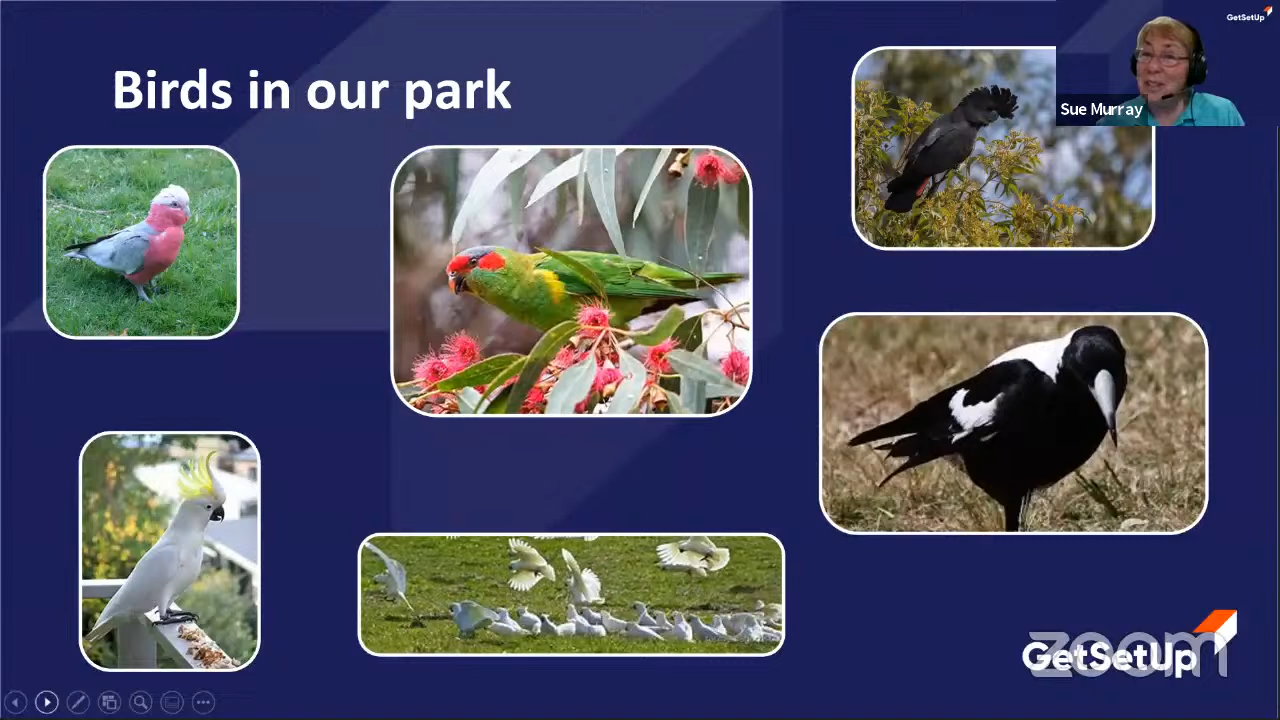 GetSetUp
Birds in our park
Sue Murray
zoom
GetSetUp